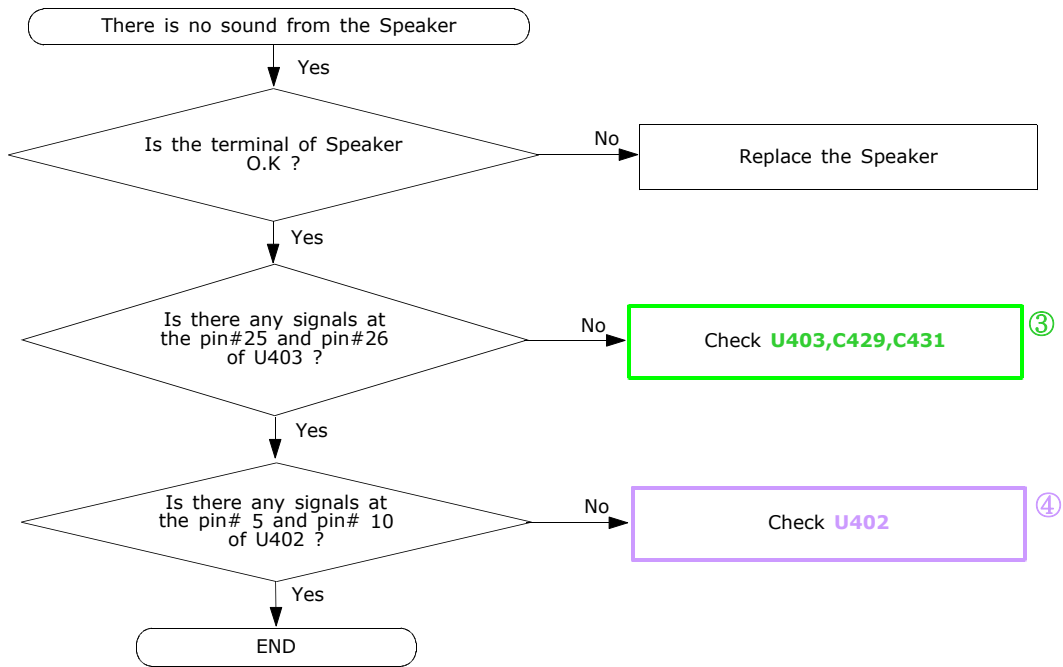 There is no sound from the Speaker
Yes
Is the terminal of Speaker
O.K ?
No
Replace the Speaker
Yes
Is there any signals at
the pin#25 and pin#26
of U403 ?
No
Check U403,C429,C431
③
Yes
Is there any signals at
the pin# 5 and pin# 10
of U402 ?
No
Check U402
④
Yes
END